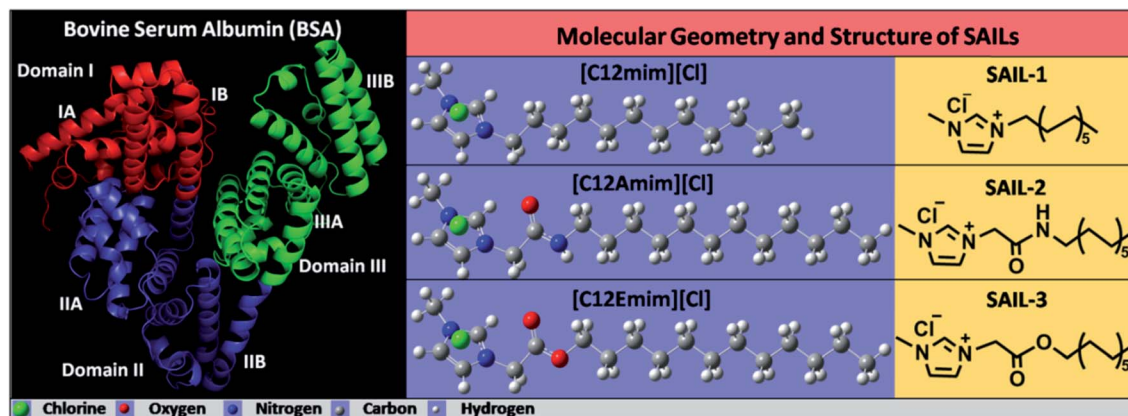 Bovine Serum Albumin (BSA)
Domain I
IA
IB
IIIB
IIIA
Domain III
IIA
Domain II
IIB
Molecular Geometry and Structure of SAILs
[C12mim][Cl]
SAIL-1
Cl−
N
+
N
5
[C12Amim][Cl]
SAIL-2
Cl−
N
+
N
H
N
O
5
[C12Emim][Cl]
SAIL-3
Cl−
N
+
N
O
O
5
Chlorine Oxygen Nitrogen Carbon Hydrogen